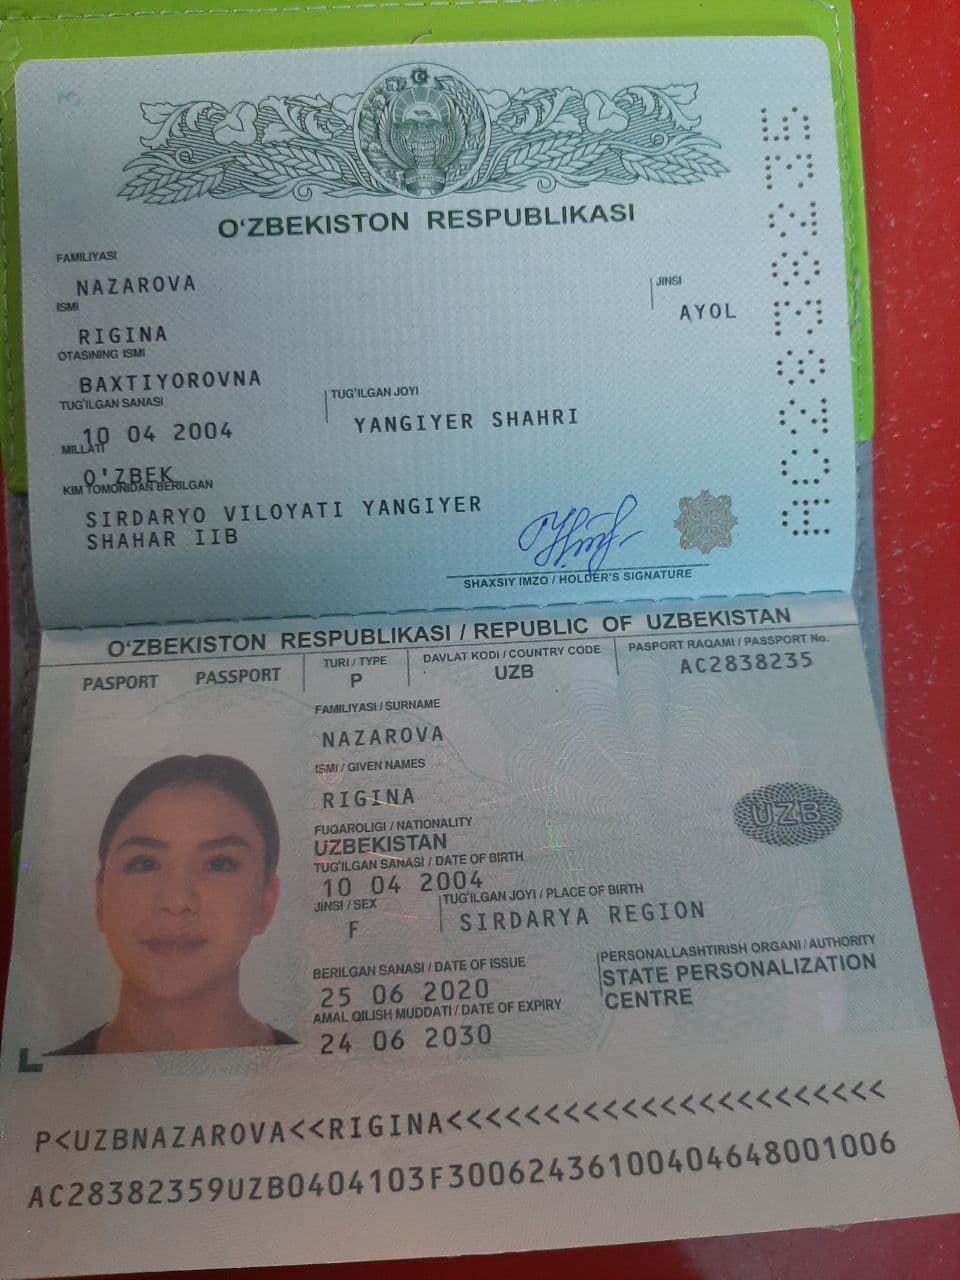 O‘ZBEKISTON RESPUBLIKASI
FAMILIYASI
NAZAROVA
ISMI
RIGINA
JINSI
AYOL
OTASINING ISMI
BAXTIYOROVNA
TUG‘ILGAN SANASI
10 04 2004
TUG‘ILGAN JOYI
YANGIYER SHAHRI
MILLATI
O'ZBEK
KIM TOMONIDAN BERILGAN
SIRDARYO VILOYATI YANGIYER
SHAHAR IIB
SHAXSIY IMZO / HOLDER'S SIGNATURE
AC2838235
O‘ZBEKISTON RESPUBLIKASI / REPUBLIC OF UZBEKISTAN
PASPORT PASSPORT
TURI / TYPE
P
DAVLAT KODI / COUNTRY CODE
UZB
PASPORT RAQAMI / PASSPORT No.
AC2838235
FAMILIYASI / SURNAME
NAZAROVA
ISMI / GIVEN NAMES
RIGINA
FUQAROLIGI / NATIONALITY
UZBEKISTAN
TUG‘ILGAN SANASI / DATE OF BIRTH
10 04 2004
JINSI / SEX
F
TUG‘ILGAN JOYI / PLACE OF BIRTH
SIRDARYA REGION
UZB
BERILGAN SANASI / DATE OF ISSUE
25 06 2020
AMAL QILISH MUDDATI / DATE OF EXPIRY
24 06 2030
PERSONALLASHTIRISH ORGANI / AUTHORITY
STATE PERSONALIZATION
CENTRE
P<UZBNAZAROVA<<RIGINA<<<<<<<<<<<<<<<<<<<<<<<
AC28382359UZB0404103F30062436100404648001006